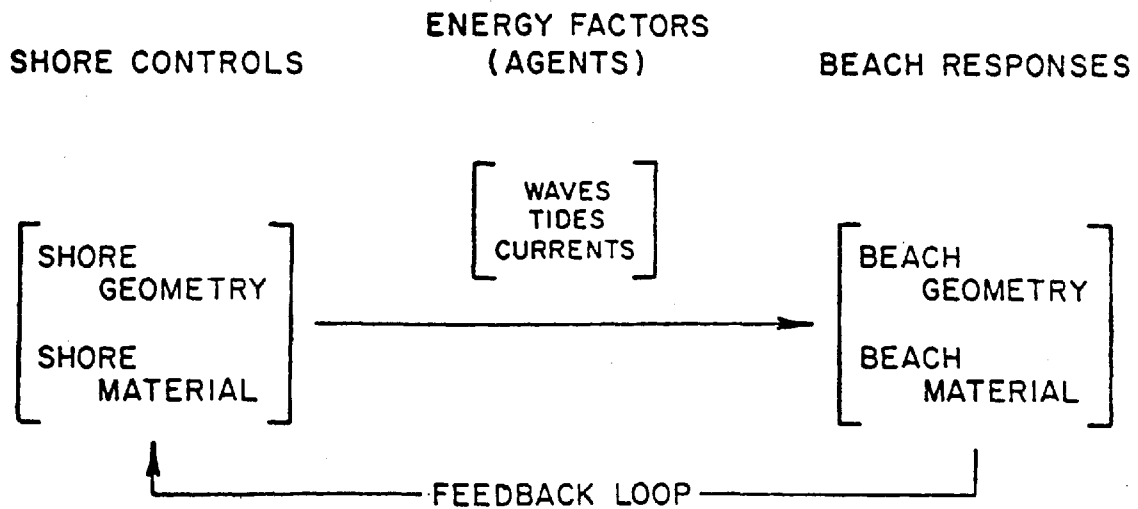 SHORE CONTROLS
ENERGY FACTORS
(AGENTS)
BEACH RESPONSES
SHORE
GEOMETRY
SHORE
MATERIAL
WAVES
TIDES
CURRENTS
BEACH
GEOMETRY
BEACH
MATERIAL
FEEDBACK LOOP